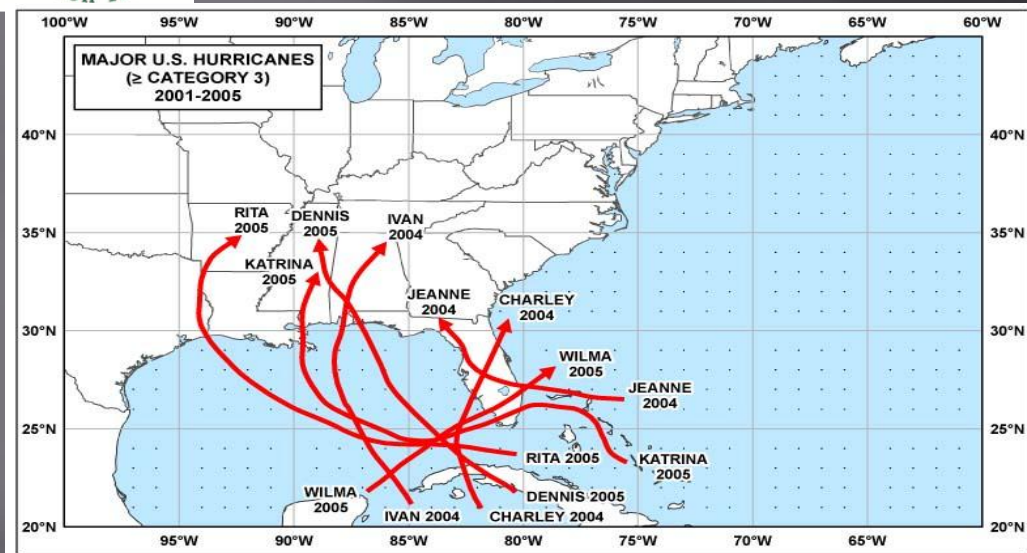 100°W 95°W 90°W 85°W 80°W 75°W 70°W 65°W 60°W
MAJOR U.S. HURRICANES
(≥ CATEGORY 3)
2001-2005
40°N 40°N
RITA
2005
DENNIS
2005
IVAN
2004
35°N 35°N
KATRINA
2005
JEANNE
2004
CHARLEY
2004
30°N 30°N
WILMA
2005
JEANNE
2004
25°N 25°N
RITA 2005
KATRINA
2005
WILMA
2005
DENNIS 2005
IVAN 2004
CHARLEY 2004
20°N 20°N
95°W 90°W 85°W 80°W 75°W 70°W 65°W